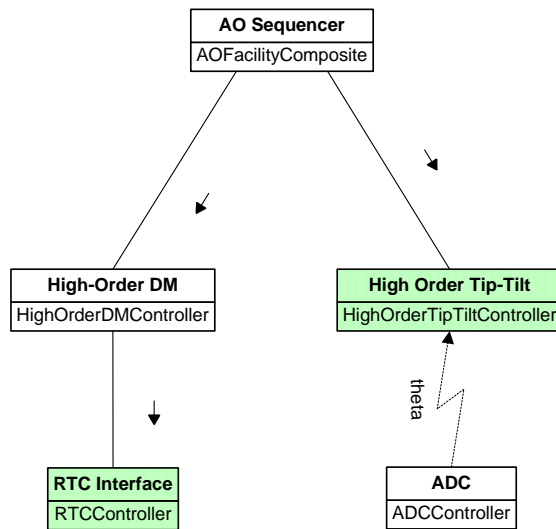 AO Sequencer
AOFacilityComposite
High-Order DM
HighOrderDMController
High Order Tip-Tilt
HighOrderTipTiltController
theta
RTC Interface
RTCController
ADC
ADCController